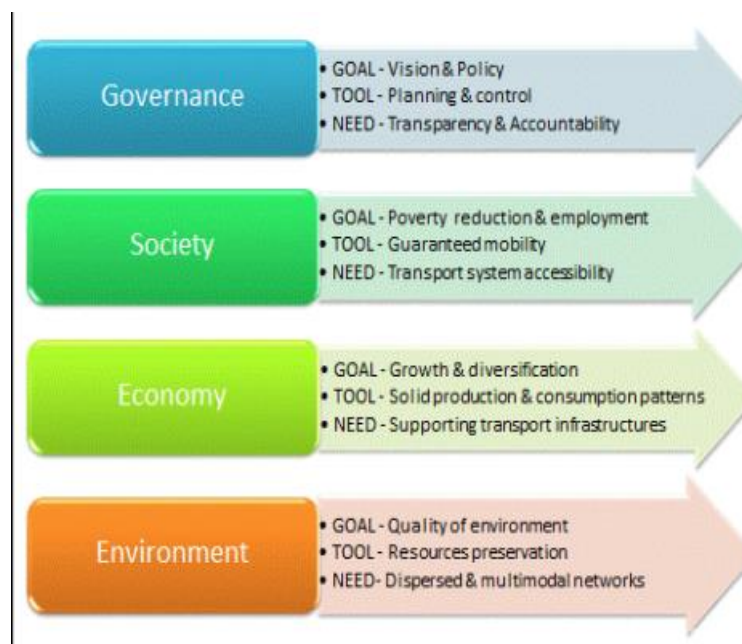 Governance
• GOAL - Vision & Policy
• TOOL - Planning & control
• NEED - Transparency & Accountability
Society
• GOAL - Poverty reduction & employment
• TOOL - Guaranteed mobility
• NEED - Transport system accessibility
Economy
• GOAL - Growth & diversification
• TOOL - Solid production & consumption patterns
• NEED - Supporting transport infrastructures
Environment
• GOAL - Quality of environment
• TOOL - Resources preservation
• NEED- Dispersed & multimodal networks